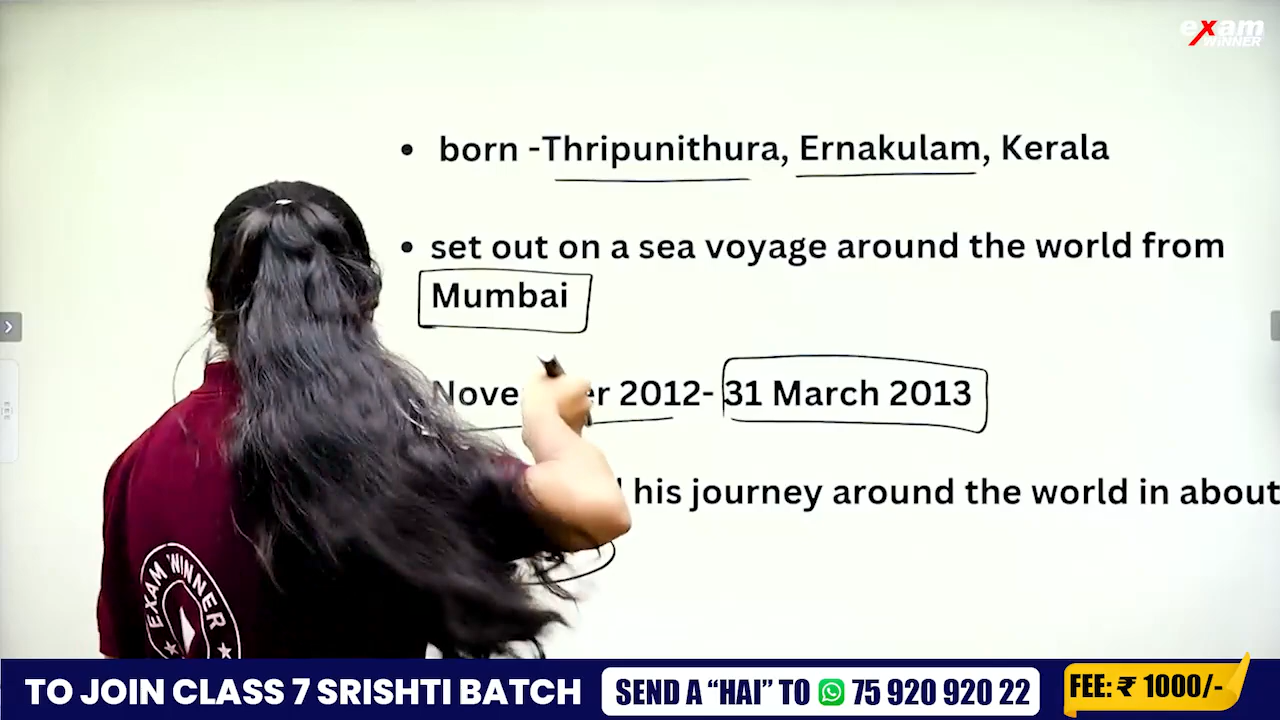 exam
WINNER
• born -Thripunithura, Ernakulam, Kerala
• set out on a sea voyage around the world from
Mumbai
2012- 31 March 2013
his journey around the world in about
EXAM WINNER
TO JOIN CLASS 7 SRISHTI BATCH
SEND A “HAI” TO 75 920 920 22
FEE: ₹ 1000/-